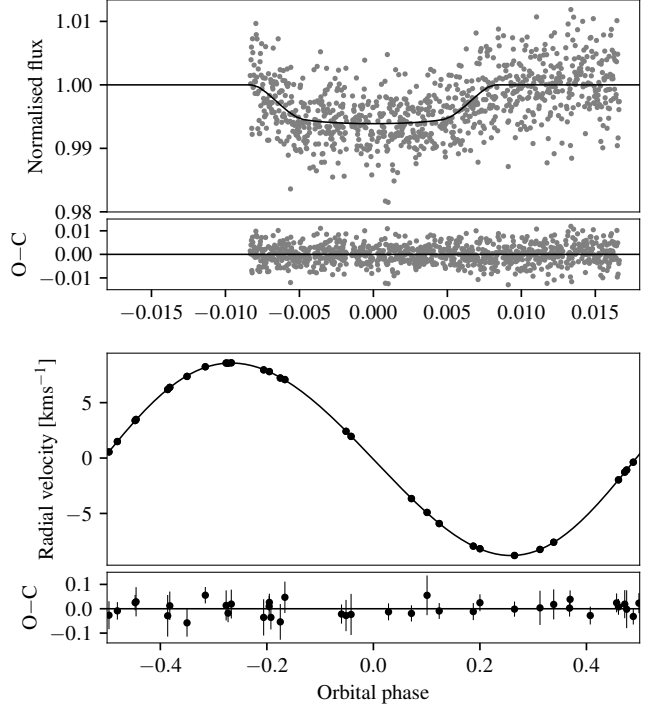 1.01
1.00
0.99
0.98
Normalised flux
0.01
0.00
−0.01
O−C
−0.015 −0.010 −0.005 0.000 0.005 0.010 0.015
5
0
−5
Radial velocity [kms⁻¹]
0.1
0.0
−0.1
O−C
−0.4 −0.2 0.0 0.2 0.4
Orbital phase